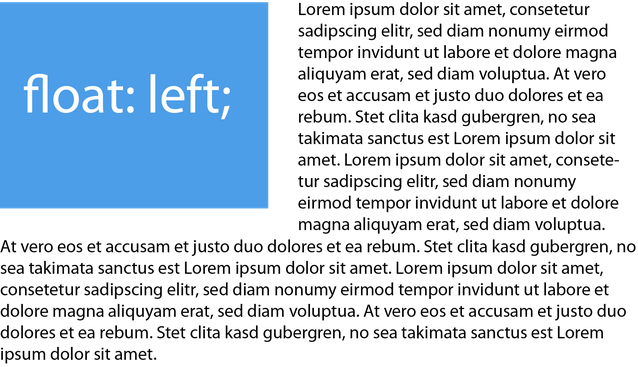 float: left;
Lorem ipsum dolor sit amet, consetetur
sadipscing elitr, sed diam nonumy eirmod
tempor invidunt ut labore et dolore magna
aliquyam erat, sed diam voluptua. At vero
eos et accusam et justo duo dolores et ea
rebum. Stet clita kasd gubergren, no sea
takimata sanctus est Lorem ipsum dolor sit
amet. Lorem ipsum dolor sit amet, consete-
tur sadipscing elitr, sed diam nonumy
eirmod tempor invidunt ut labore et dolore
magna aliquyam erat, sed diam voluptua.
At vero eos et accusam et justo duo dolores et ea rebum. Stet clita kasd gubergren, no
sea takimata sanctus est Lorem ipsum dolor sit amet. Lorem ipsum dolor sit amet,
consetetur sadipscing elitr, sed diam nonumy eirmod tempor invidunt ut labore et
dolore magna aliquyam erat, sed diam voluptua. At vero eos et accusam et justo duo
dolores et ea rebum. Stet clita kasd gubergren, no sea takimata sanctus est Lorem
ipsum dolor sit amet.